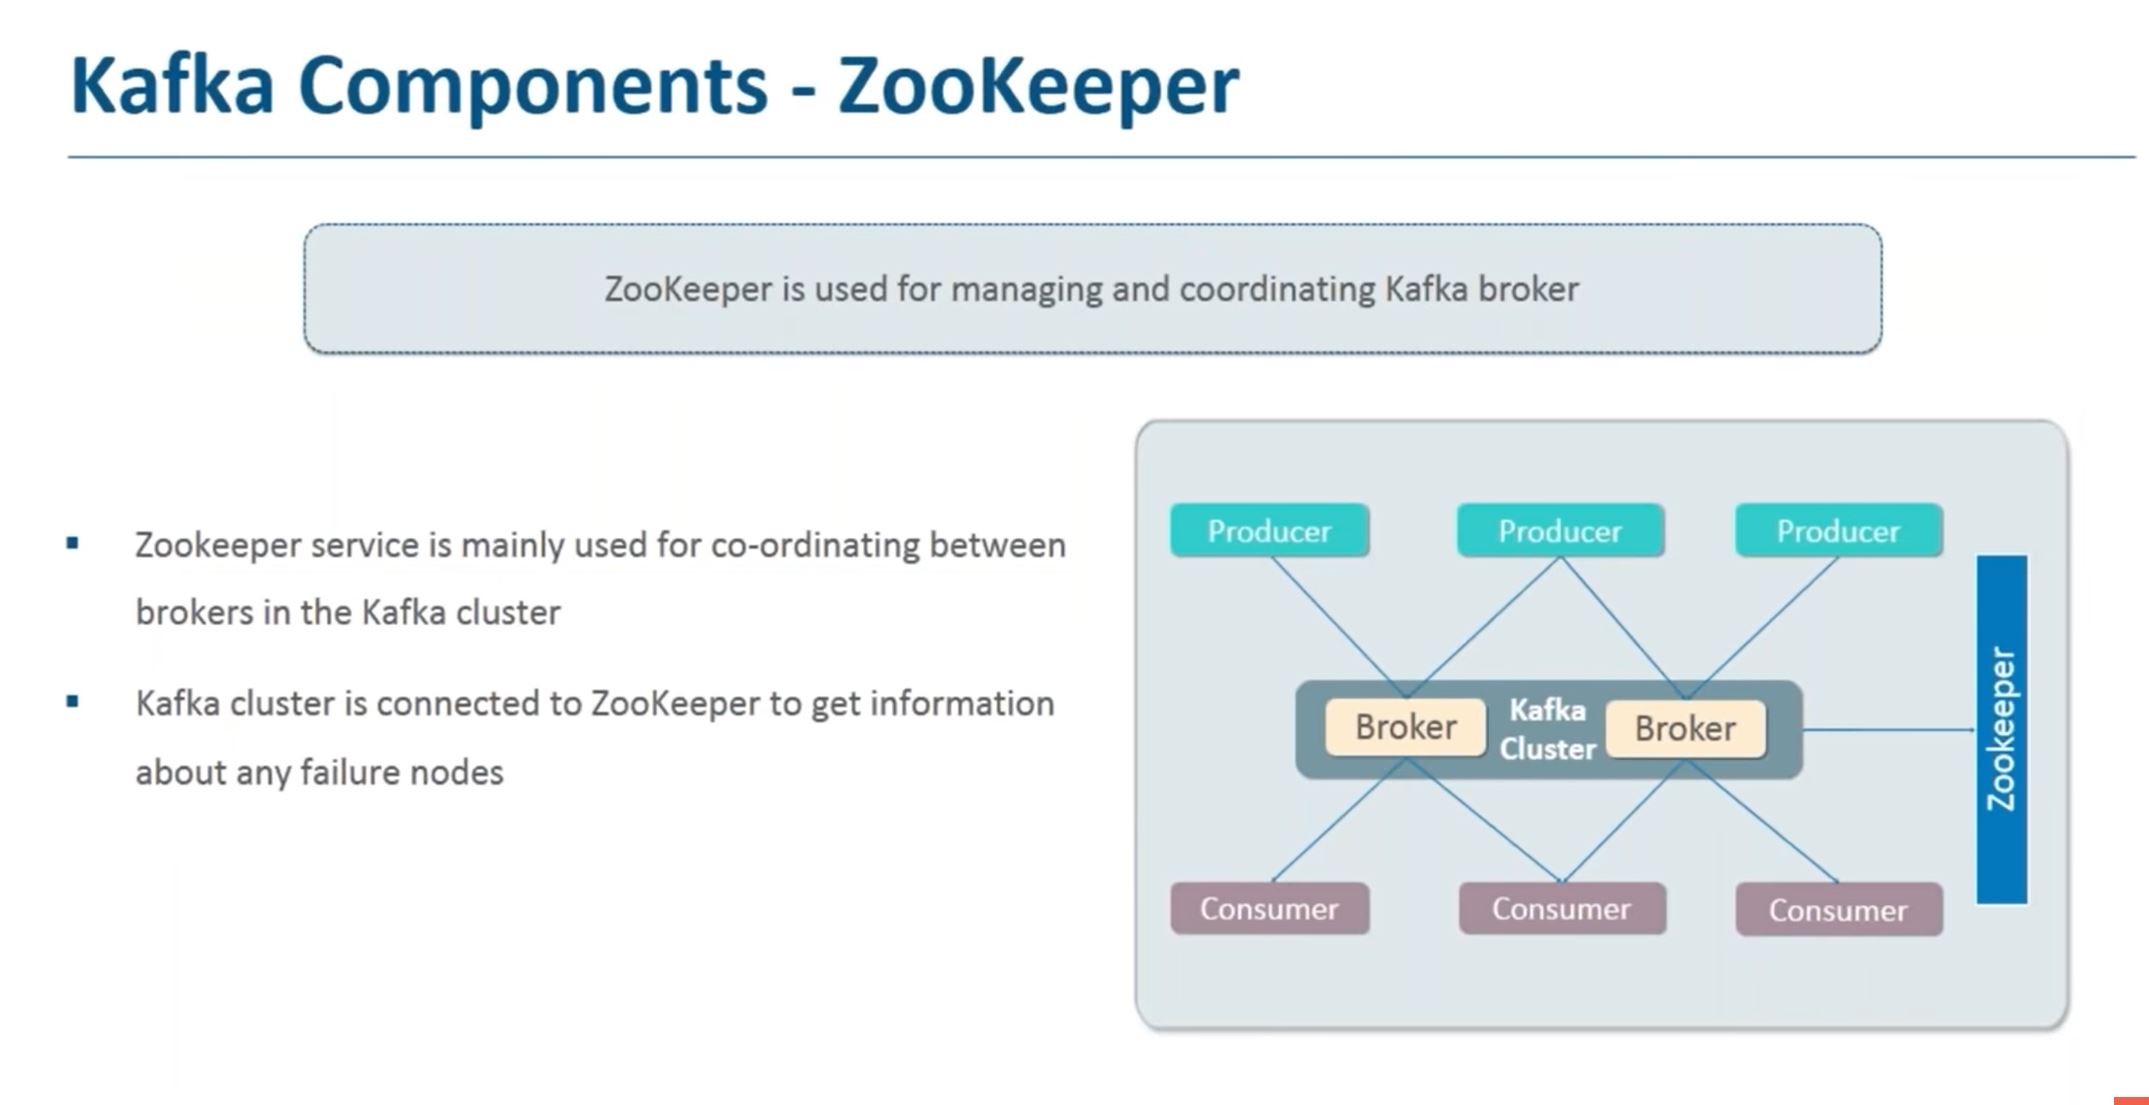 Kafka Components - ZooKeeper
ZooKeeper is used for managing and coordinating Kafka broker
Zookeeper service is mainly used for co-ordinating between
brokers in the Kafka cluster
Kafka cluster is connected to ZooKeeper to get information
about any failure nodes
Producer
Producer
Producer
Broker
Kafka
Cluster
Broker
Zookeeper
Consumer
Consumer
Consumer